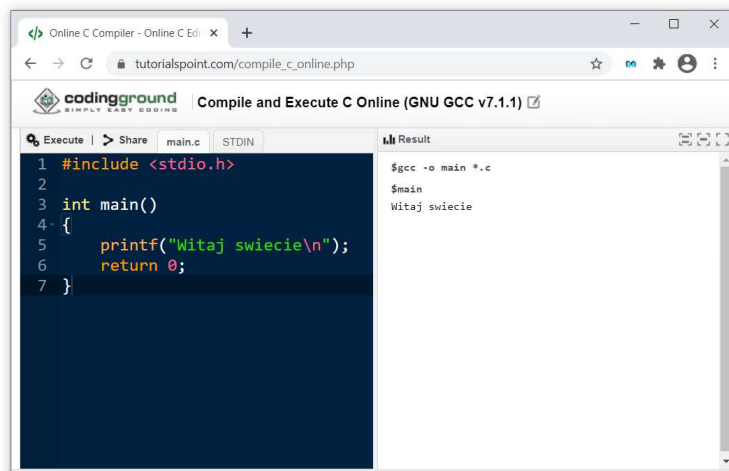 </> Online C Compiler - Online C Edi
tutorialspoint.com/compile_c_online.php
codingground
SIMPLY EASY CODING
Compile and Execute C Online (GNU GCC v7.1.1)
Execute | > Share main.c STDIN
1 #include <stdio.h>
2
3 int main()
4 {
5 printf("Witaj swiecie\n");
6 return 0;
7 }
Result
$gcc -o main *.c
$main
Witaj swiecie